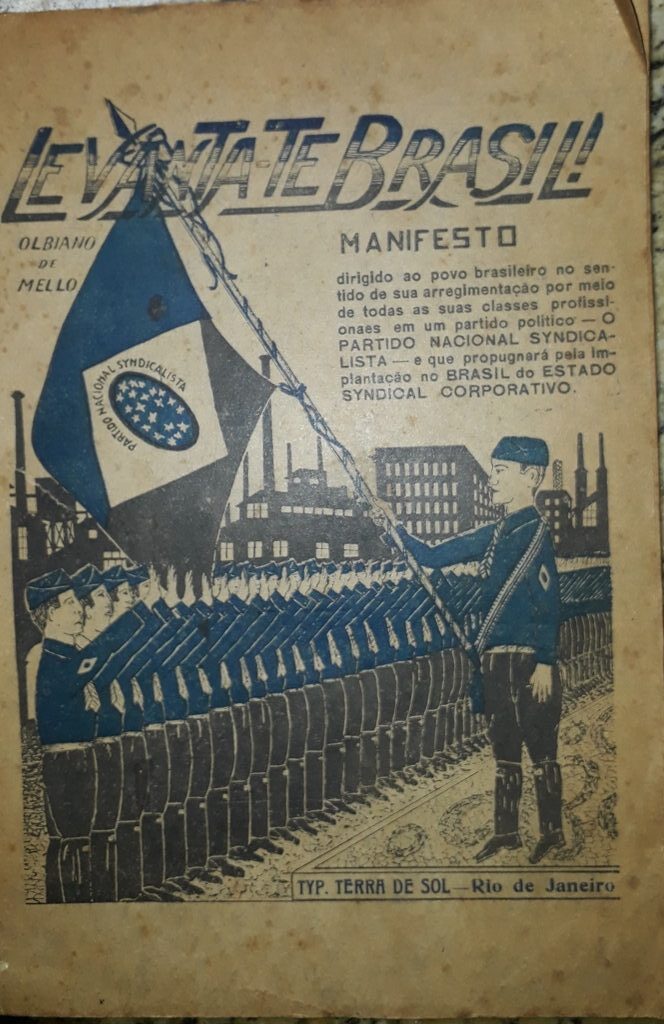 LEVANTA-TE BRASIL!
OLBIANO
DE
MELLO
MANIFESTO
dirigido ao povo brasileiro no sen-
tido de sua arregimentação por meio
de todas as suas classes profissi-
onaes em um partido politico — O
PARTIDO NACIONAL SYNDICA-
LISTA — e que propugnará pela im-
plantacão no BRASIL do ESTADO
SYNDICAL CORPORATIVO.
PARTIDO NACIONAL SYNDICALISTA
TYP. TERRA DE SOL — Rio de Janeiro